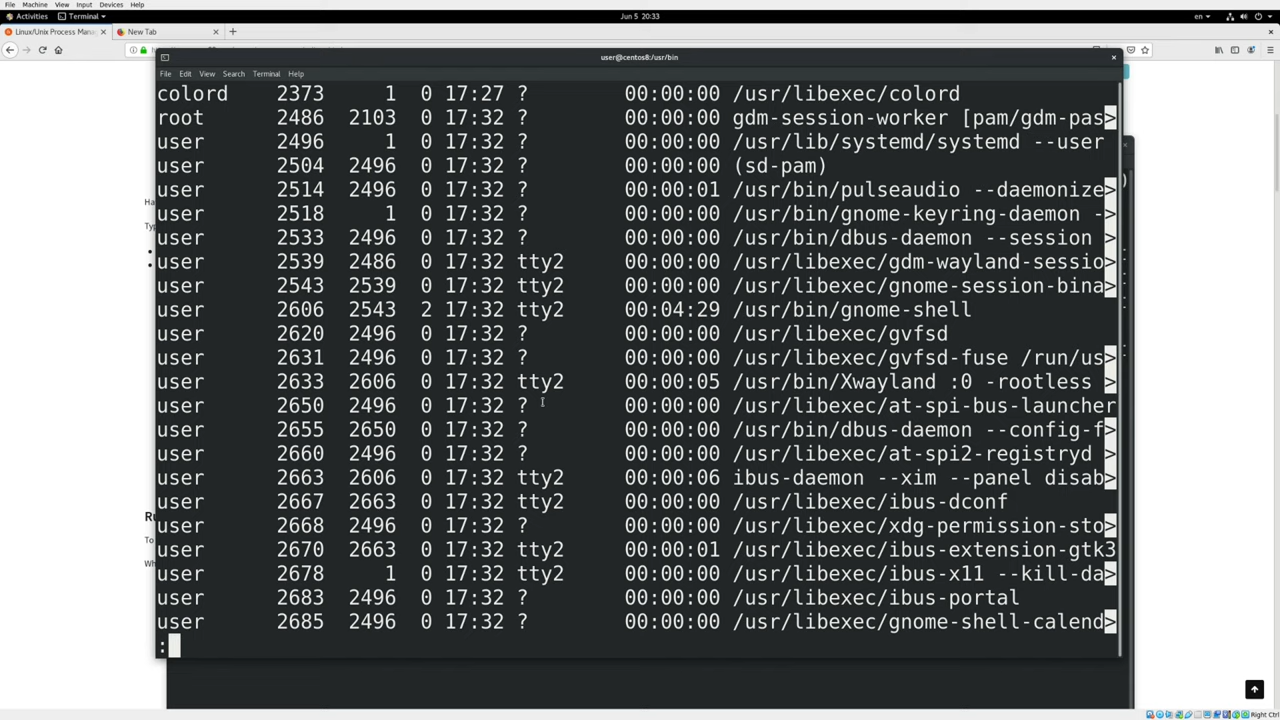 File Machine View Input Devices Help
Activities Terminal Jun 5 20:33 en
Linux/Unix Process Mana New Tab
user@centos8:/usr/bin
File Edit View Search Terminal Help
colord 2373 1 0 17:27 ? 00:00:00 /usr/libexec/colord
root 2486 2103 0 17:32 ? 00:00:00 gdm-session-worker [pam/gdm-pas>
user 2496 1 0 17:32 ? 00:00:00 /usr/lib/systemd/systemd --user
user 2504 2496 0 17:32 ? 00:00:00 (sd-pam)
user 2514 2496 0 17:32 ? 00:00:01 /usr/bin/pulseaudio --daemonize>
user 2518 1 0 17:32 ? 00:00:00 /usr/bin/gnome-keyring-daemon ->
user 2533 2496 0 17:32 ? 00:00:00 /usr/bin/dbus-daemon --session >
user 2539 2486 0 17:32 tty2 00:00:00 /usr/libexec/gdm-wayland-sessio>
user 2543 2539 0 17:32 tty2 00:00:00 /usr/libexec/gnome-session-bina>
user 2606 2543 2 17:32 tty2 00:04:29 /usr/bin/gnome-shell
user 2620 2496 0 17:32 ? 00:00:00 /usr/libexec/gvfsd
user 2631 2496 0 17:32 ? 00:00:00 /usr/libexec/gvfsd-fuse /run/us>
user 2633 2606 0 17:32 tty2 00:00:05 /usr/bin/Xwayland :0 -rootless >
user 2650 2496 0 17:32 ? 00:00:00 /usr/libexec/at-spi-bus-launcher
user 2655 2650 0 17:32 ? 00:00:00 /usr/bin/dbus-daemon --config-f>
user 2660 2496 0 17:32 ? 00:00:00 /usr/libexec/at-spi2-registryd >
user 2663 2606 0 17:32 tty2 00:00:06 ibus-daemon --xim --panel disab>
user 2667 2663 0 17:32 tty2 00:00:00 /usr/libexec/ibus-dconf
user 2668 2496 0 17:32 ? 00:00:00 /usr/libexec/xdg-permission-sto>
user 2670 2663 0 17:32 tty2 00:00:01 /usr/libexec/ibus-extension-gtk3
user 2678 1 0 17:32 tty2 00:00:00 /usr/libexec/ibus-x11 --kill-da>
user 2683 2496 0 17:32 ? 00:00:00 /usr/libexec/ibus-portal
user 2685 2496 0 17:32 ? 00:00:00 /usr/libexec/gnome-shell-calend>
:
Right Ctrl